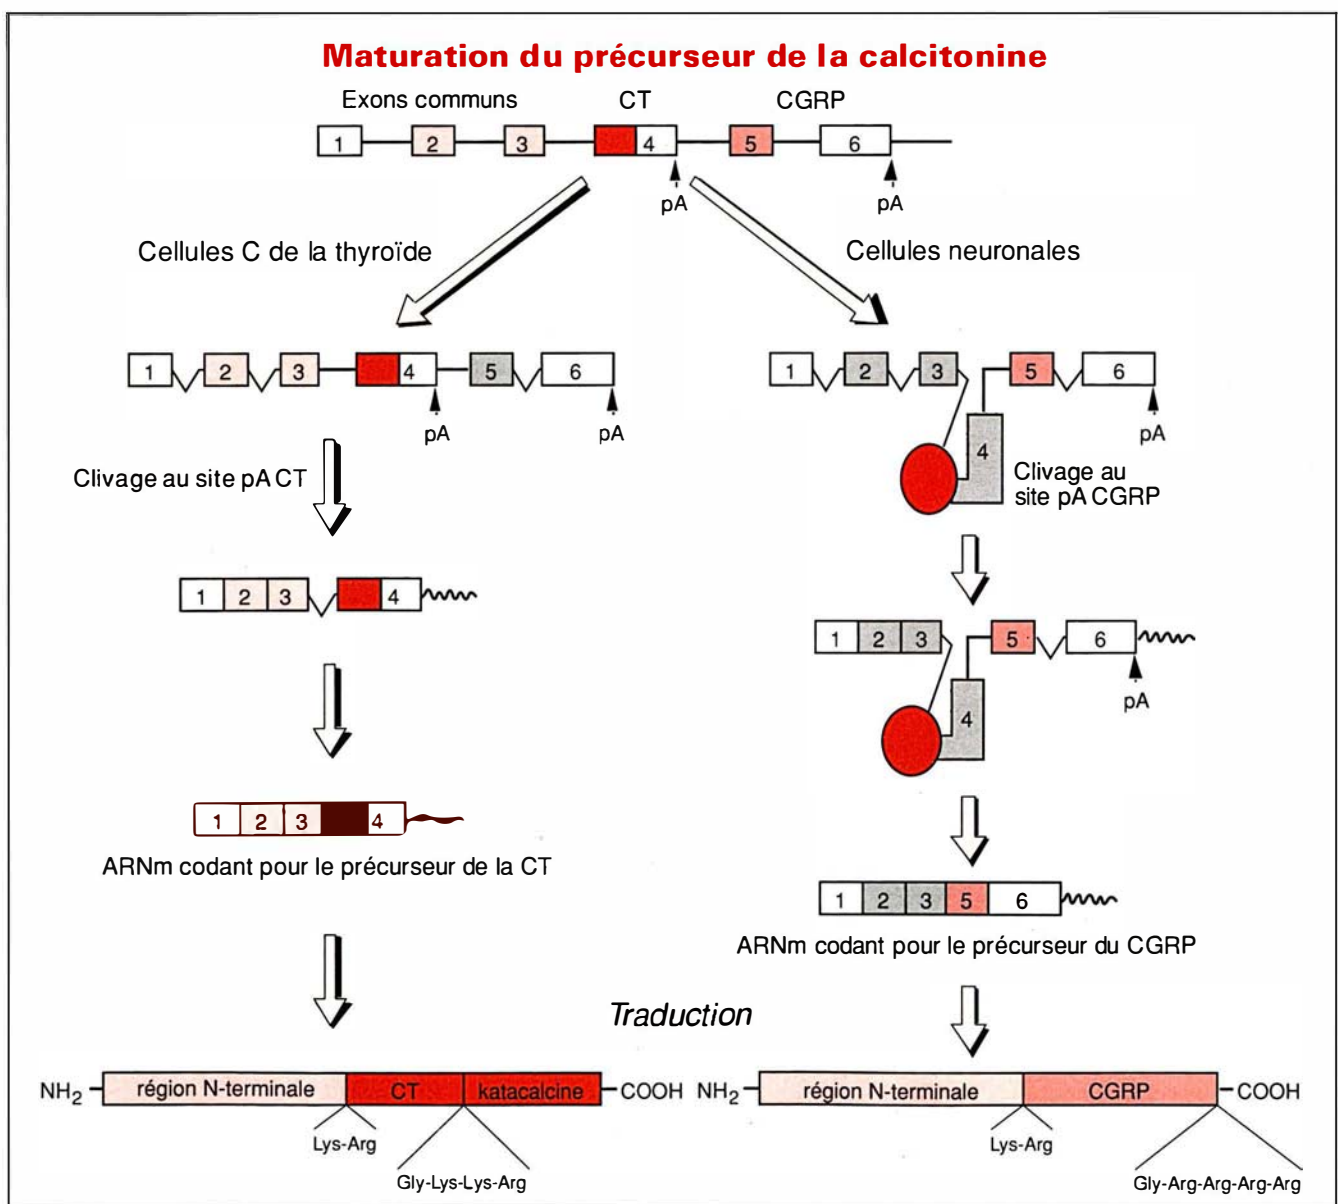 Maturation du précurseur de la calcitonine
Exons communs CT CGRP
1 2 3 4 5 6
pA pA
Cellules C de la thyroïde Cellules neuronales
1 2 3 4 5 6
pA pA
1 2 3 4 5 6
pA
Clivage au site pA CT
Clivage au
site pA CGRP
1 2 3 4
1 2 3 4 5 6
pA
1 2 3 4
ARNm codant pour le précurseur de la CT
1 2 3 5 6
ARNm codant pour le précurseur du CGRP
Traduction
NH2 région N-terminale CT katacalcine COOH
Lys-Arg
Gly-Lys-Lys-Arg
NH2 région N-terminale CGRP COOH
Lys-Arg
Gly-Arg-Arg-Arg-Arg